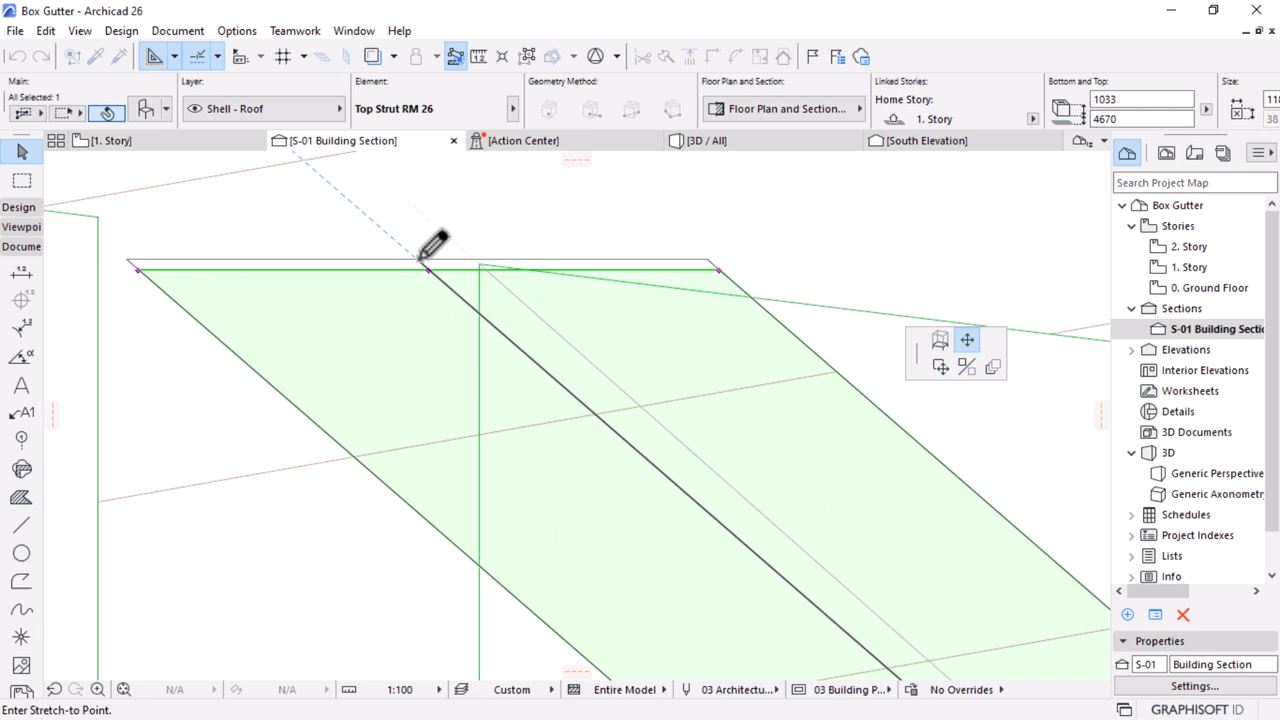 Box Gutter - Archicad 26
File Edit View Design Document Options Teamwork Window Help
Main: Layer: Element: Geometry Method: Floor Plan and Section: Linked Stories: Bottom and Top: Size:
All Selected: 1
Shell - Roof
Top Strut RM 26
Floor Plan and Section...
Home Story:
1. Story
1033
4670
118
38
[1. Story]
[S-01 Building Section]
[Action Center]
[3D / All]
[South Elevation]
Search Project Map
Design
Viewpoi
Docume
Box Gutter
Stories
2. Story
1. Story
0. Ground Floor
Sections
S-01 Building Sectio
Elevations
Interior Elevations
Worksheets
Details
3D Documents
3D
Generic Perspective
Generic Axonometr
Schedules
Project Indexes
Lists
Info
Properties
S-01 Building Section
Settings...
N/A N/A 1:100 Custom Entire Model 03 Architectu... 03 Building P... No Overrides
Enter Stretch-to Point.
GRAPHISOFT ID